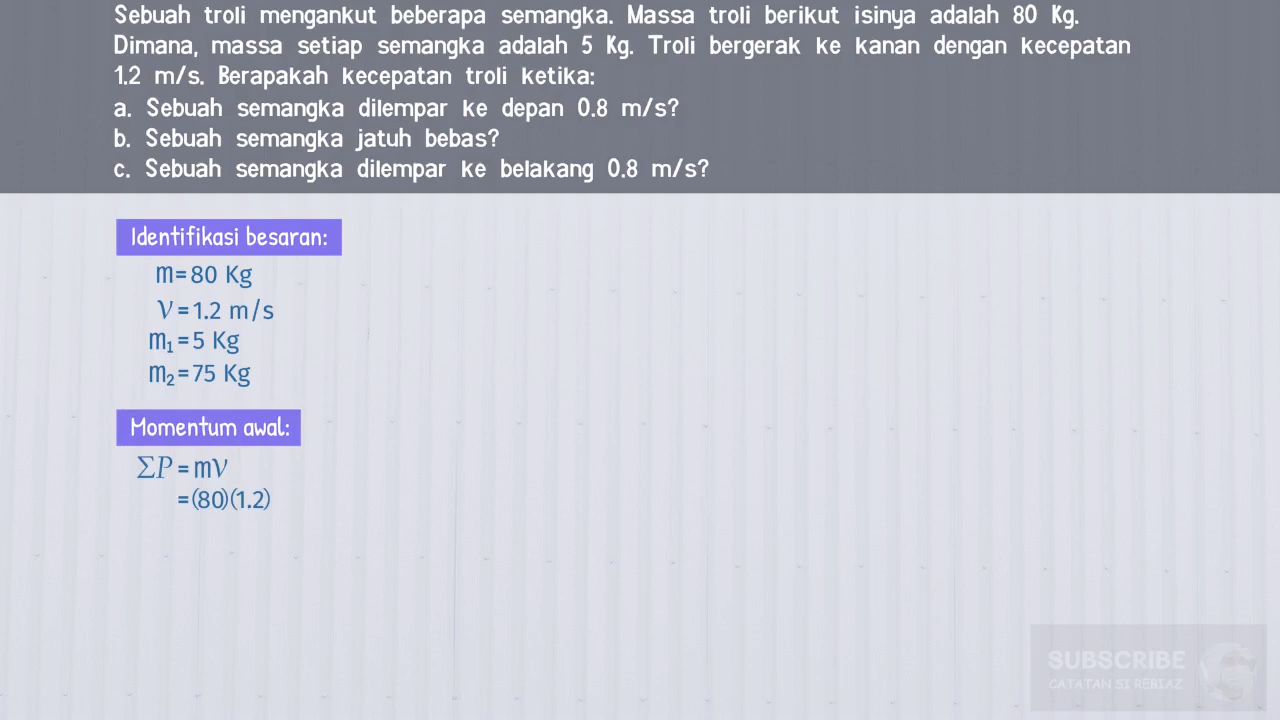 Sebuah troli mengankut beberapa semangka. Massa troli berikut isinya adalah 80 Kg.
Dimana, massa setiap semangka adalah 5 Kg. Troli bergerak ke kanan dengan kecepatan
1.2 m/s. Berapakah kecepatan troli ketika:
a. Sebuah semangka dilempar ke depan 0.8 m/s?
b. Sebuah semangka jatuh bebas?
c. Sebuah semangka dilempar ke belakang 0.8 m/s?
Identifikasi besaran:
m = 80 Kg
V = 1.2 m/s
m₁ = 5 Kg
m₂ = 75 Kg
Momentum awal:
ΣP = mV
= (80)(1.2)
SUBSCRIBE
CATATAN SI REBIAZ